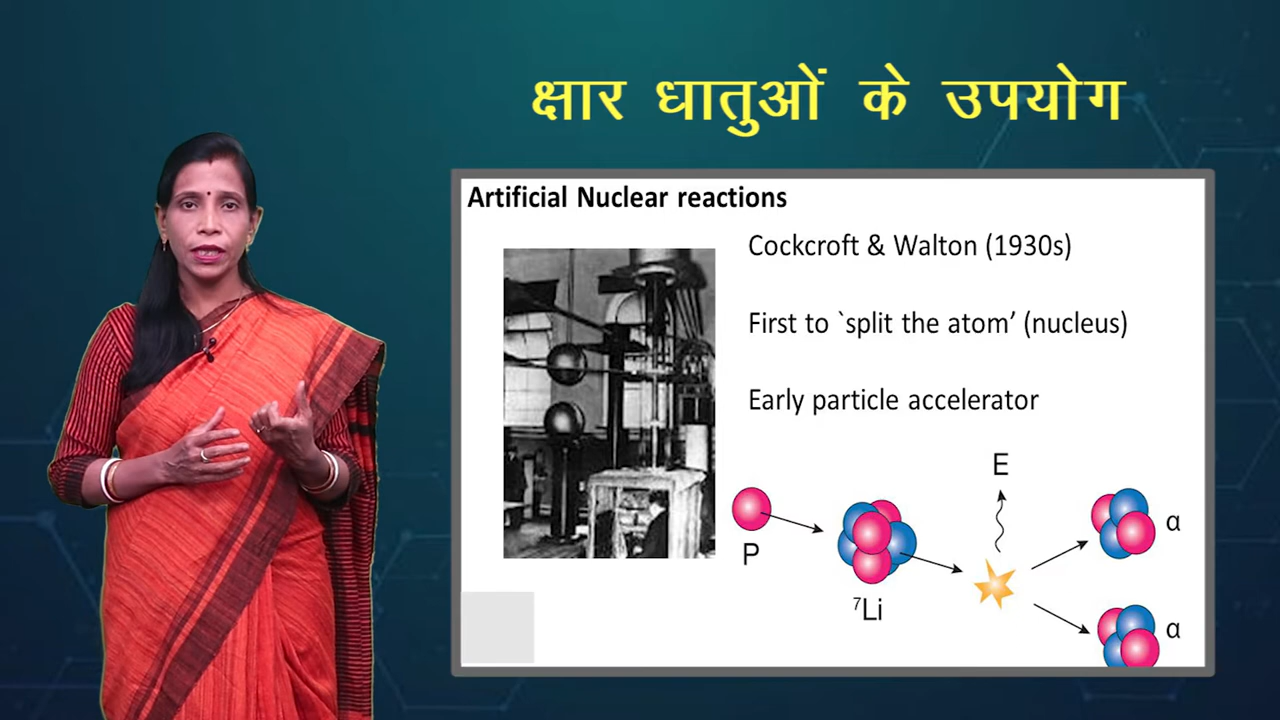 क्षार धातुओं के उपयोग
Artificial Nuclear reactions
Cockcroft & Walton (1930s)
First to `split the atom’ (nucleus)
Early particle accelerator
E
α
P
⁷Li
α